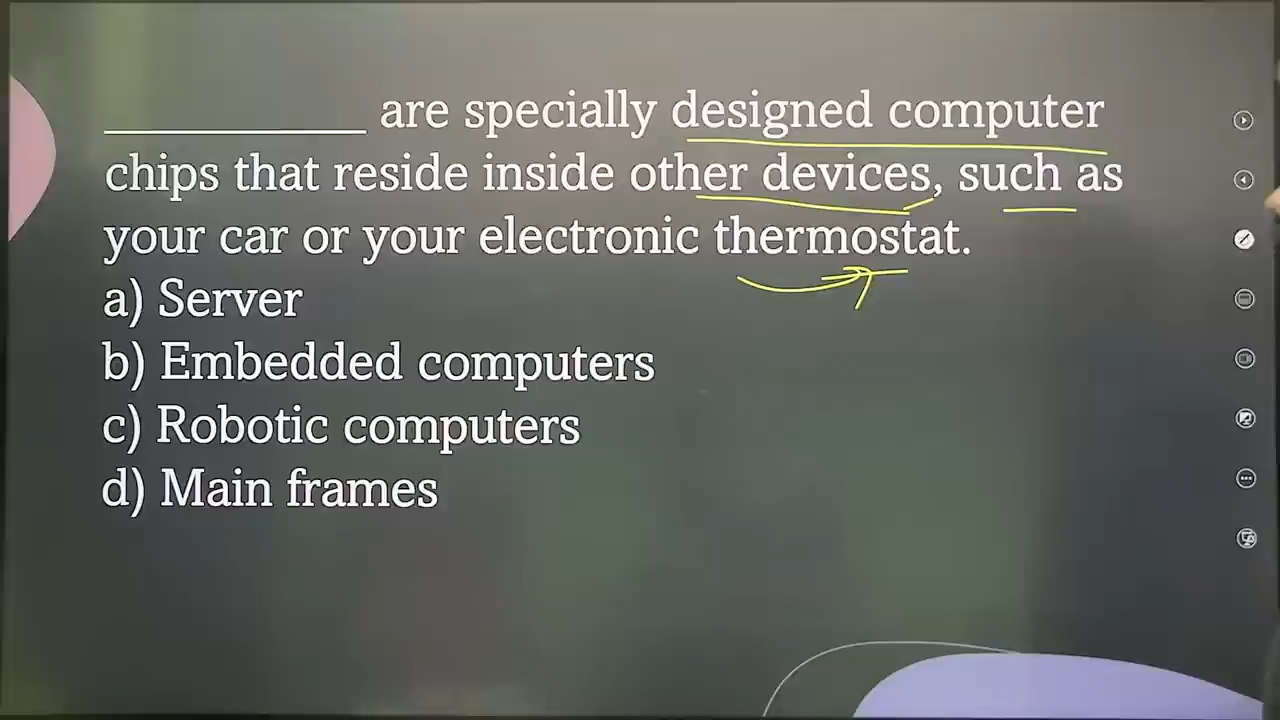 ____________ are specially designed computer
chips that reside inside other devices, such as
your car or your electronic thermostat.
a) Server
b) Embedded computers
c) Robotic computers
d) Main frames